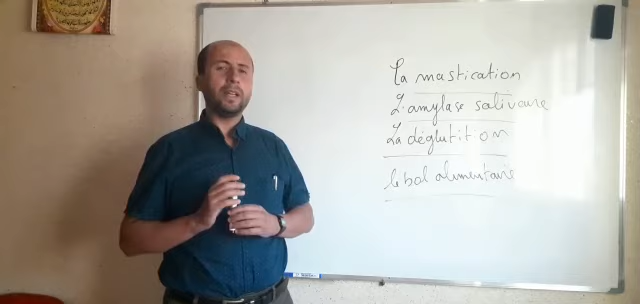 La mastication
L'amylase salivaire
La déglutition
le bol alimentaire